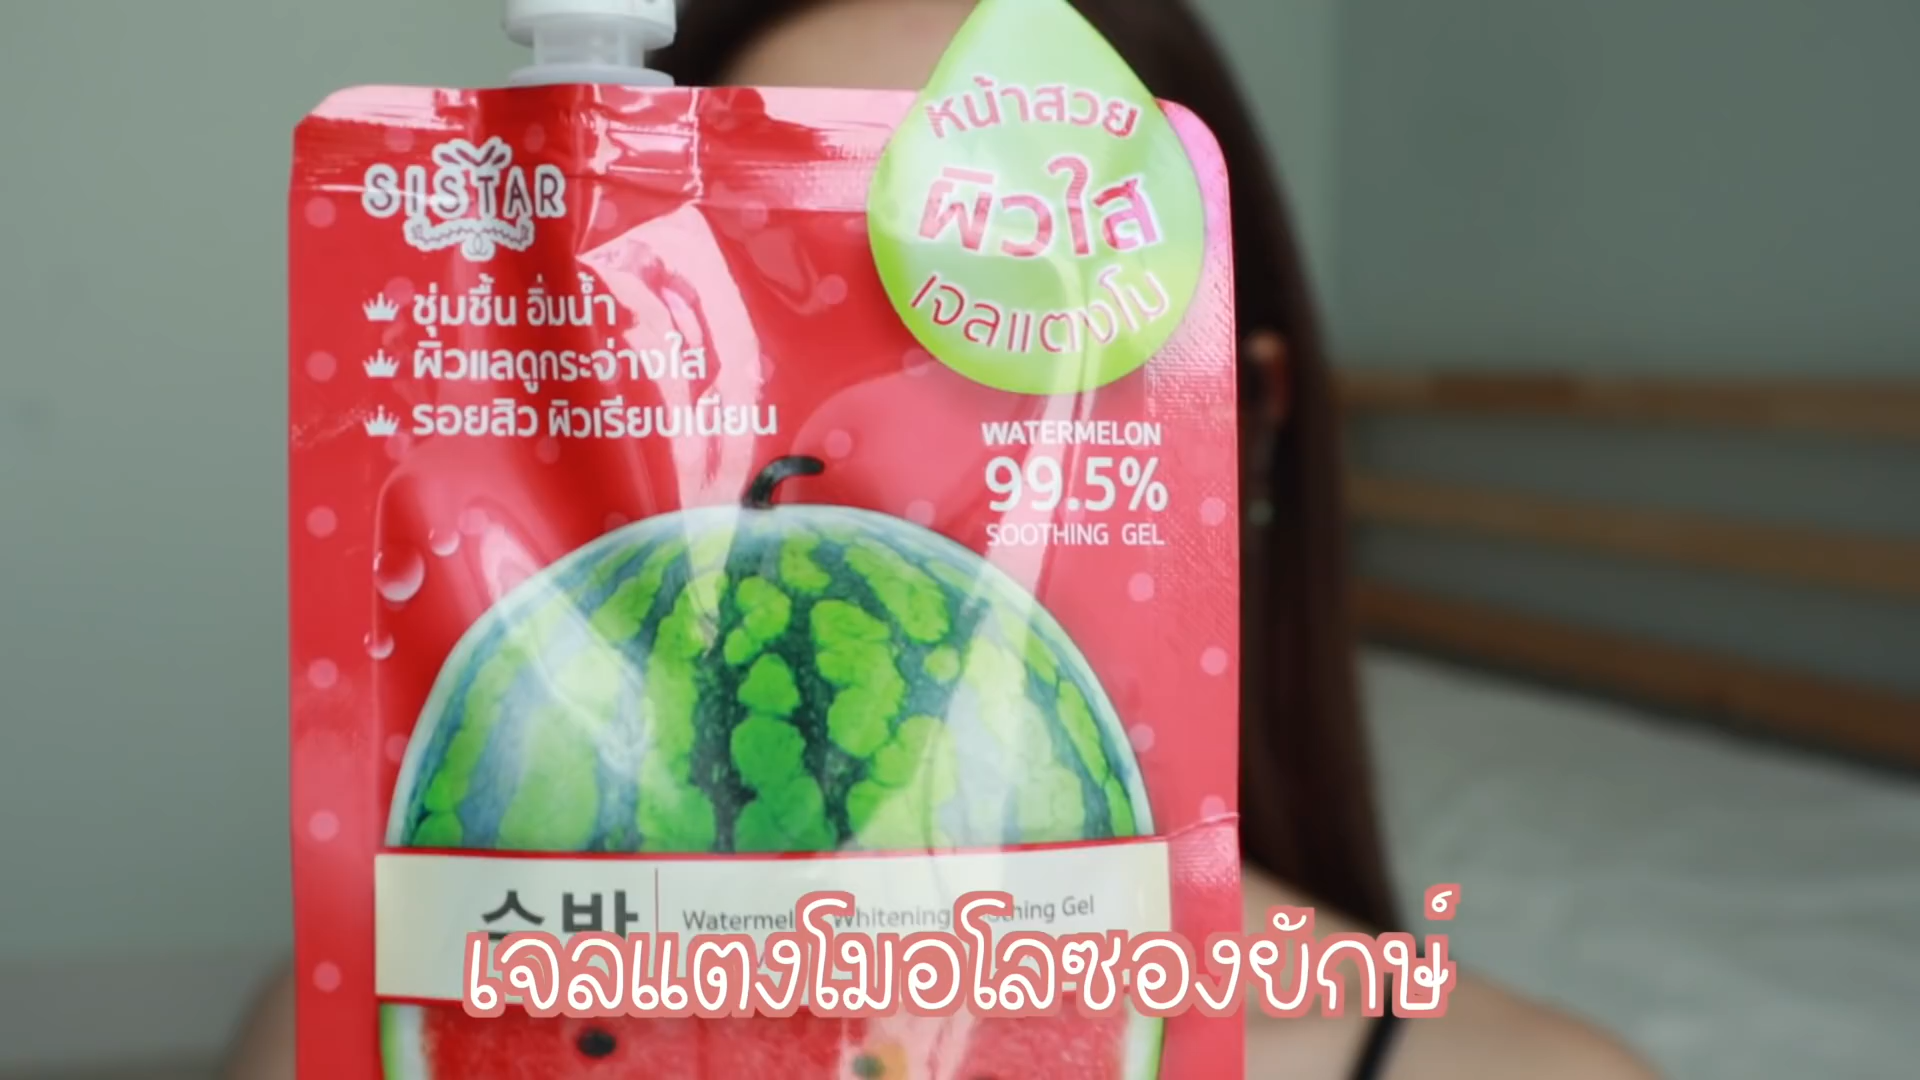 SISTAR
ชุ่มชื้น อิ่มน้ำ
ผิวแลดูกระจ่างใส
รอยสิว ผิวเรียบเนียน
หน้าสวย
ผิวใส
เจลแตงโม
WATERMELON
99.5%
SOOTHING GEL
수박
Whitening
Gel
เจลแตงโมอโลซองยักษ์